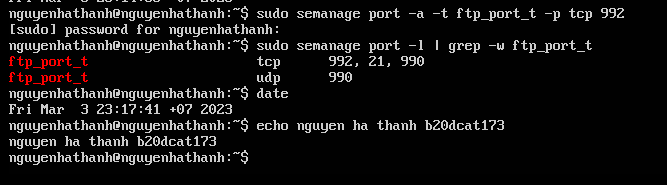 nguyenhathanh@nguyenhathanh:~$ sudo semanage port -a -t ftp_port_t -p tcp 992
[sudo] password for nguyenhathanh:
nguyenhathanh@nguyenhathanh:~$ sudo semanage port -l | grep -w ftp_port_t
ftp_port_t                     tcp      992, 21, 990
ftp_port_t                     udp      990
nguyenhathanh@nguyenhathanh:~$ date
Fri Mar  3 23:17:41 +07 2023
nguyenhathanh@nguyenhathanh:~$ echo nguyen ha thanh b20dcat173
nguyen ha thanh b20dcat173
nguyenhathanh@nguyenhathanh:~$